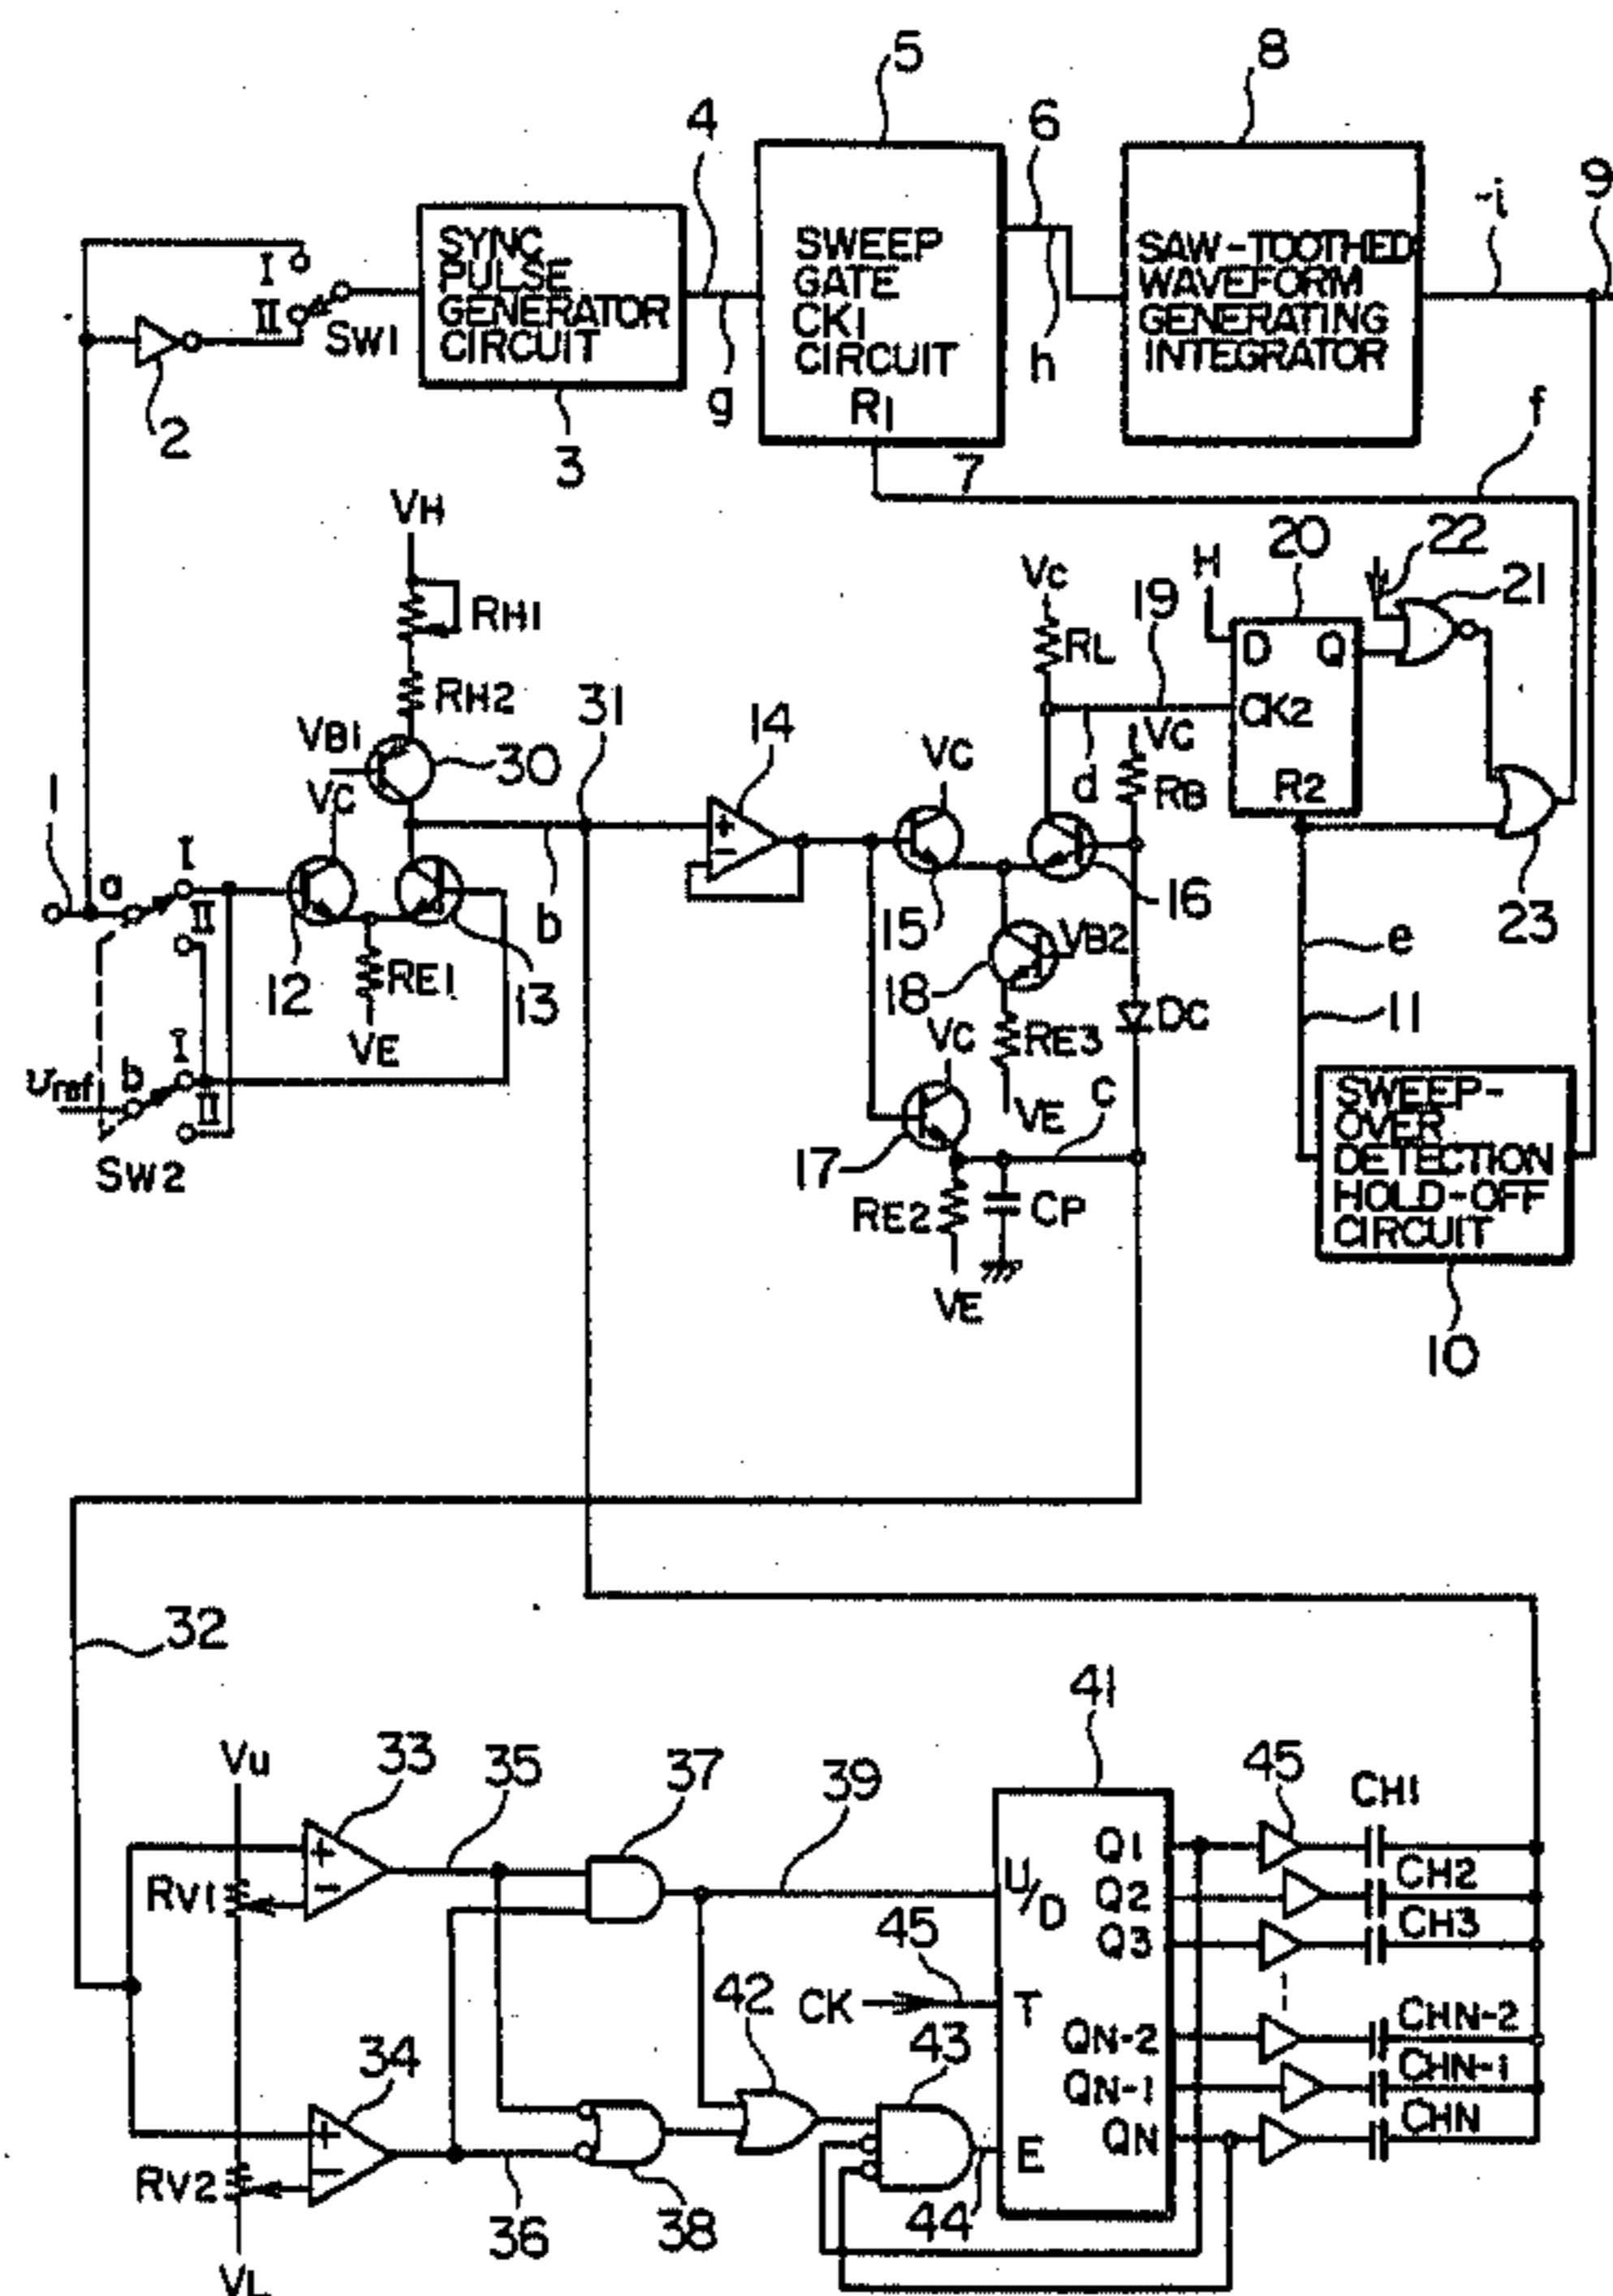 5
8
4
6
9
-i
I
II
SW1
SYNC
PULSE
GENERATOR
CIRCUIT
SWEEP
GATE
CK1
CIRCUIT
R1
SAW-TOOTHED
WAVEFORM
GENERATING
INTEGRATOR
g
h
2
3
7
f
VH
20
22
21
H
RH1
VC
19
RL
D
Q
RH2
31
14
CK2
VB1
30
VC
d
VC
RB
R2
VC
1
a
I
II
b
15
16
23
12
RE1
13
18
VB2
e
VE
VC
RE3
DC
11
υref
b
I
II
VE
C
SWEEP-
OVER
DETECTION
HOLD-OFF
CIRCUIT
SW2
17
RE2
CP
VE
10
32
41
Vu
33
35
37
39
45
CH1
+
-
Q1
CH2
RV1
U/D
Q2
CH3
45
Q3
42
CK
T
CHN-2
34
43
QN-2
CHN-1
QN-1
CHN
+
-
QN
RV2
E
36
38
44
VL